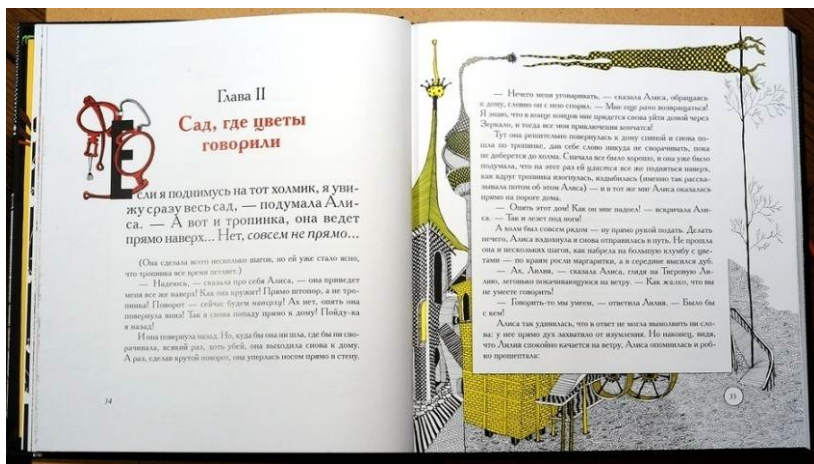 Глава II
Сад, где цветы
говорили
Если я поднимусь на тот холмик, я уви-
жу сразу весь сад, — подумала Али-
са. — А вот и тропинка, она ведет
прямо наверх... Нет, совсем не прямо...
(Она сделала всего несколько шагов, но ей уже стало ясно,
что тропинка все время петляет.)
— Надеюсь, — сказала про себя Алиса, — она приведет
меня все же наверх! Как она кружит! Прямо штопор, а не тро-
пинка! Поворот — сейчас будем наверху! Ах нет, опять она
повернула вниз! Так я снова попаду прямо к дому! Пойду-ка
я назад!
И она повернула назад. Но, куда бы она ни шла, где бы ни сво-
рачивала, всякий раз, хоть убей, она выходила снова к дому.
А раз, сделав крутой поворот, она уперлась носом прямо в стену.
34
— Нечего меня уговаривать, — сказала Алиса, обращаясь
к дому, словно он с нею спорил. — Мне еще рано возвращаться!
Я знаю, что в конце концов мне придется снова уйти домой через
Зеркало, и тогда все мои приключения кончатся!
Тут она решительно повернулась к дому спиной и снова по-
шла по тропинке, дав себе слово никуда не сворачивать, пока
не доберется до холма. Сначала все было хорошо, и она уже было
подумала, что на этот раз ей удастся все же подняться наверх,
как вдруг тропинка изогнулась, вздыбилась (именно так расска-
зывала потом об этом Алиса) — и в тот же миг Алиса оказалась
прямо на пороге дома.
— Опять этот дом! Как он мне надоел! — вскричала Али-
са. — Так и лезет под ноги!
А холм был совсем рядом — ну прямо рукой подать. Делать
нечего, Алиса вздохнула и снова отправилась в путь. Не прошла
она и нескольких шагов, как набрела на большую клумбу с цве-
тами — по краям росли маргаритки, а в середине высился дуб.
— Ах, Лилия, — сказала Алиса, глядя на Тигровую Ли-
лию, легонько покачивающуюся на ветру. — Как жалко, что вы
не умеете говорить!
— Говорить-то мы умеем, — ответила Лилия. — Было бы
с кем!
Алиса так удивилась, что в ответ не могла вымолвить ни сло-
ва: у нее прямо дух захватило от изумления. Но наконец, видя,
что Лилия спокойно качается на ветру, Алиса опомнилась и роб-
ко прошептала:
35